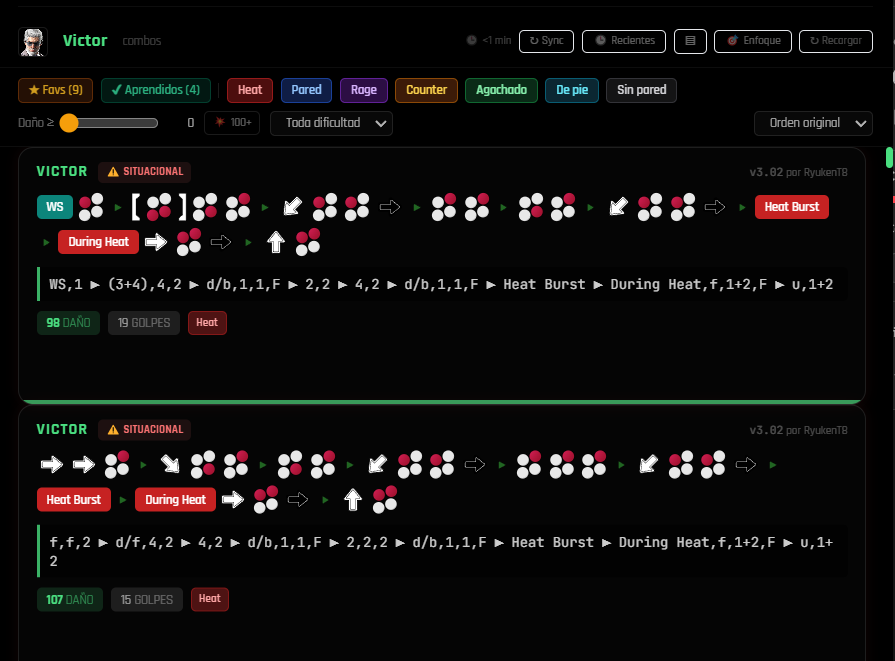 Victor combos <1 min ↻ Sync Recientes Enfoque ↻ Recargar
★ Favs (9) ✓ Aprendidos (4) Heat Pared Rage Counter Agachado De pie Sin pared
Daño ≥ 0 100+ Toda dificultad Orden original
VICTOR ⚠ SITUACIONAL v3.02 por RyukenTB
WS ► [ ] ► ► ► ► Heat Burst
► During Heat ►
WS,1 ► (3+4),4,2 ► d/b,1,1,F ► 2,2 ► 4,2 ► d/b,1,1,F ► Heat Burst ► During Heat,f,1+2,F ► u,1+2
98 DAÑO 19 GOLPES Heat
VICTOR ⚠ SITUACIONAL v3.02 por RyukenTB
Heat Burst ► During Heat ►
f,f,2 ► d/f,4,2 ► 4,2 ► d/b,1,1,F ► 2,2,2 ► d/b,1,1,F ► Heat Burst ► During Heat,f,1+2,F ► u,1+
2
107 DAÑO 15 GOLPES Heat